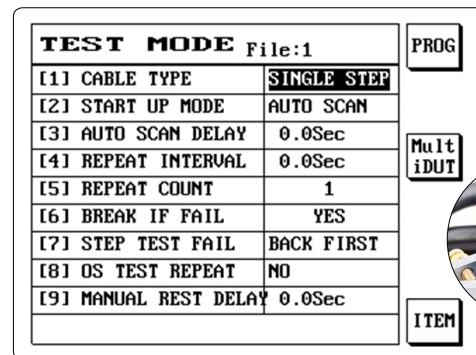 TEST MODE File:1
[1] CABLE TYPE SINGLE STEP
[2] START UP MODE AUTO SCAN
[3] AUTO SCAN DELAY 0.0Sec
[4] REPEAT INTERVAL 0.0Sec
[5] REPEAT COUNT 1
[6] BREAK IF FAIL YES
[7] STEP TEST FAIL BACK FIRST
[8] OS TEST REPEAT NO
[9] MANUAL REST DELAY 0.0Sec
PROG
Mult
iDUT
ITEM